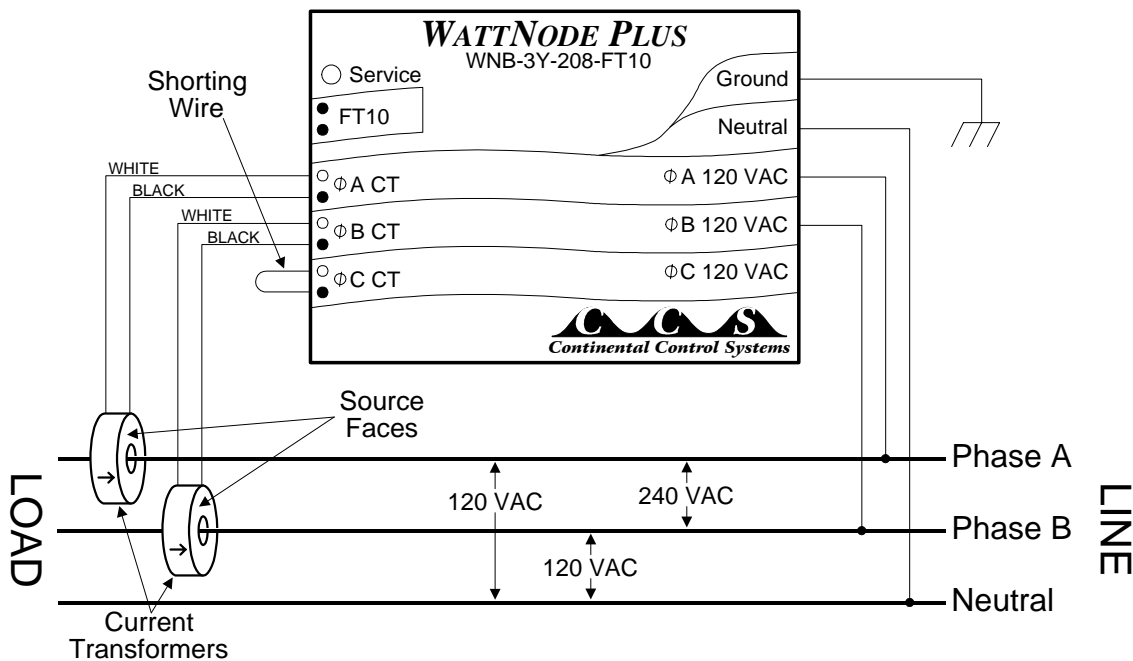 WATTNODE PLUS
WNB-3Y-208-FT10
Service
FT10
Ground
Neutral
Shorting
Wire
WHITE
BLACK
WHITE
BLACK
ϕA CT
ϕB CT
ϕC CT
ϕA 120 VAC
ϕB 120 VAC
ϕC 120 VAC
CCS
Continental Control Systems
Source
Faces
LOAD
LINE
Phase A
120 VAC
240 VAC
Phase B
120 VAC
Neutral
Current
Transformers